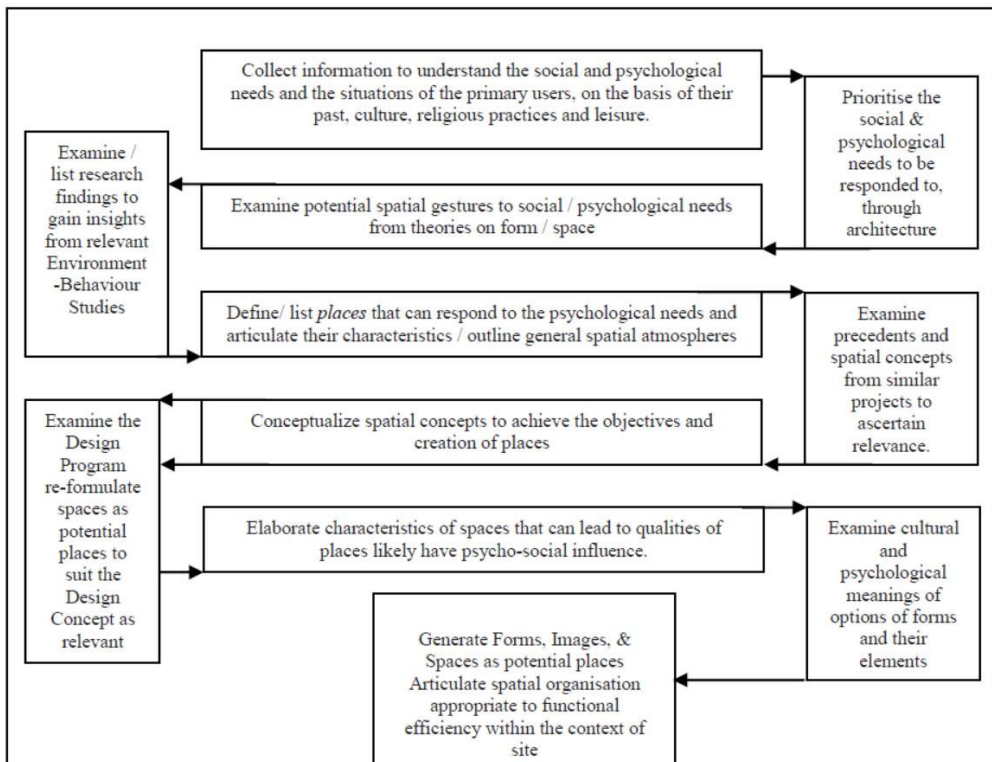 Collect information to understand the social and psychological
needs and the situations of the primary users, on the basis of their
past, culture, religious practices and leisure.
Prioritise the
social &
psychological
needs to be
responded to,
through
architecture
Examine potential spatial gestures to social / psychological needs
from theories on form / space
Examine /
list research
findings to
gain insights
from relevant
Environment
-Behaviour
Studies
Define/ list places that can respond to the psychological needs and
articulate their characteristics / outline general spatial atmospheres
Examine
precedents and
spatial concepts
from similar
projects to
ascertain
relevance.
Conceptualize spatial concepts to achieve the objectives and
creation of places
Examine the
Design
Program
re-formulate
spaces as
potential
places to
suit the
Design
Concept as
relevant
Elaborate characteristics of spaces that can lead to qualities of
places likely have psycho-social influence.
Examine cultural
and
psychological
meanings of
options of forms
and their
elements
Generate Forms, Images, &
Spaces as potential places
Articulate spatial organisation
appropriate to functional
efficiency within the context of
site